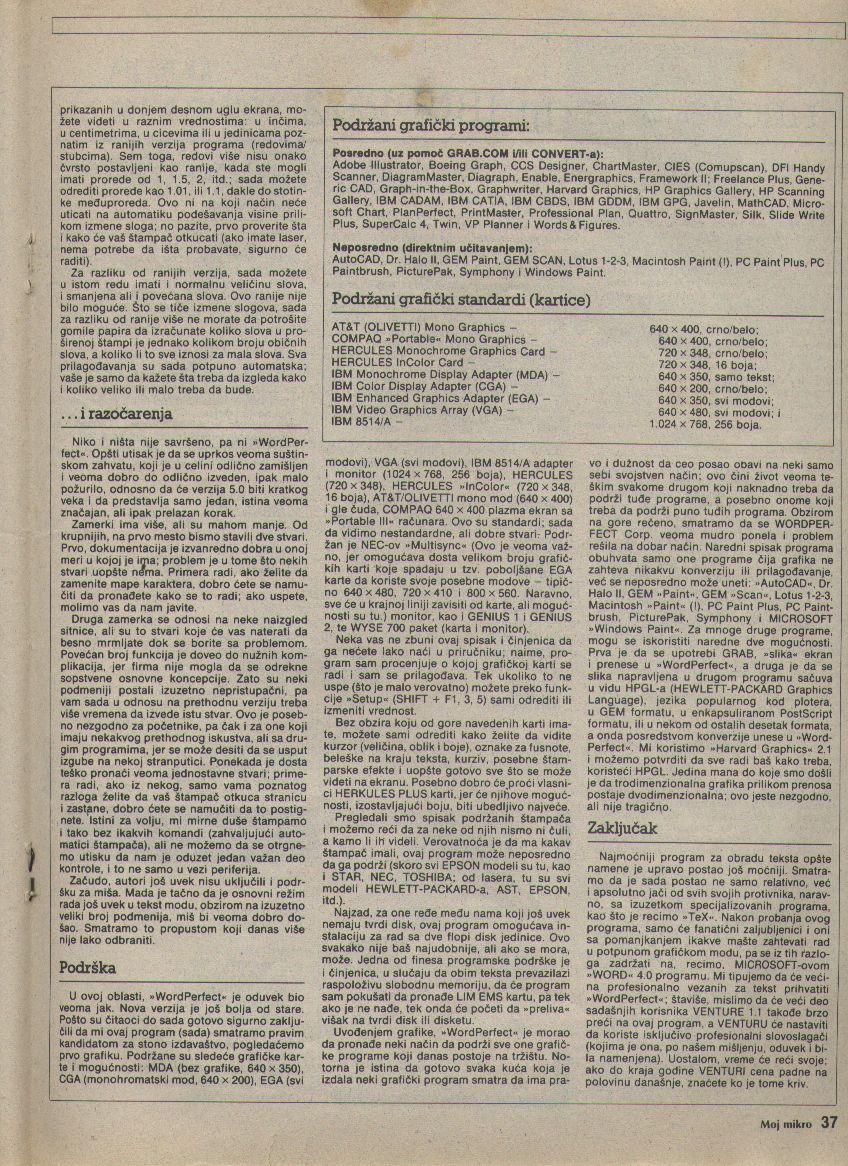 prikazanih u donjem desnom uglu ekrana, mo-
žete videti u raznim vrednostima: u inčima,
u centimetrima, u cicevima ili u jedinicama poz-
natim iz ranijih verzija programa (redovima/
stubcima). Sem toga, redovi više nisu onako
čvrsto postavljeni kao ranije, kada ste mogli
imati prorede od 1, 1.5, 2, itd.; sada možete
odrediti prorede kao 1.01, ili 1.1, dakle do stotin-
ke međuproreda. Ovo ni na koji način neće
uticati na automatiku podešavanja visine prili-
kom izmene sloga; no pazite, prvo proverite šta
i kako će vaš štampač otkucati (ako imate laser,
nema potrebe da išta probavate, sigurno će
raditi).
Za razliku od ranijih verzija, sada možete
u istom redu imati i normalnu veličinu slova,
i smanjena ali i povećana slova. Ovo ranije nije
bilo moguće. Što se tiče izmene slogova, sada
za razliku od ranije više ne morate da potrošite
gomile papira da izračunate koliko slova u pro-
širenoj štampi je jednako kolikom broju običnih
slova, a koliko li to sve iznosi za mala slova. Sva
prilagođavanja su sada potpuno automatska;
vaše je samo da kažete šta treba da izgleda kako
i koliko veliko ili malo treba da bude.
...i razočarenja
Niko i ništa nije savršeno, pa ni »WordPer-
fect«. Opšti utisak je da se uprkos veoma suštin-
skom zahvatu, koji je u celini odlično zamišljen
i veoma dobro do odlično izveden, ipak malo
požurilo, odnosno da će verzija 5.0 biti kratkog
veka i da predstavlja samo jedan, istina veoma
značajan, ali ipak prelazan korak.
Zamerki ima više, ali su mahom manje. Od
krupnijih, na prvo mesto bismo stavili dve stvari.
Prvo, dokumentacija je izvanredno dobra u onoj
meri u kojoj je ima; problem je u tome što nekih
stvari uopšte nema. Primera radi, ako želite da
zamenite mape karaktera, dobro ćete se namu-
čiti da pronađete kako se to radi; ako uspete,
molimo vas da nam javite.
Druga zamerka se odnosi na neke naizgled
sitnice, ali su to stvari koje će vas naterati da
besno mrmljate dok se borite sa problemom.
Povećan broj funkcija je doveo do nužnih kom-
plikacija, jer firma nije mogla da se odrekne
sopstvene osnovne koncepcije. Zato su neki
podmeniji postali izuzetno nepristupačni, pa
vam sada u odnosu na prethodnu verziju treba
više vremena da izvede istu stvar. Ovo je poseb-
no nezgodno za početnike, pa čak i za one koji
imaju nekakvog prethodnog iskustva, ali sa dru-
gim programima, jer se može desiti da se usput
izgube na nekoj stranputici. Ponekada je dosta
teško pronaći veoma jednostavne stvari; prime-
ra radi, ako iz nekog, samo vama poznatog
razloga želite da vaš štampač otkuca stranicu
i zastane, dobro ćete se namučiti da to postig-
nete. Istini za volju, mi mirne duše štampamo
i tako bez ikakvih komandi (zahvaljujući auto-
matici štampača), ali ne možemo da se otrgne-
mo utisku da nam je oduzet jedan važan deo
kontrole, i to ne samo u vezi periferija.
Začudo, autori još uvek nisu uključili i podr-
šku za miša. Mada je tačno da je osnovni režim
rada još uvek u tekst modu, obzirom na izuzetno
veliki broj podmenija, miš bi veoma dobro do-
šao. Smatramo to propustom koji danas više
nije lako odbraniti.
Podrška
U ovoj oblasti, »WordPerfect« je oduvek bio
veoma jak. Nova verzija je još bolja od stare.
Pošto su čitaoci do sada gotovo sigurno zaklju-
čili da mi ovaj program (sada) smatramo pravim
kandidatom za stono izdavaštvo, pogledaćemo
prvo grafiku. Podržane su sledeće grafičke kar-
te i mogućnosti: MDA (bez grafike, 640 x 350),
CGA (monohromatski mod, 640 x 200), EGA (svi
Podržani grafički programi:
Posredno (uz pomoč GRAB.COM i/ili CONVERT-a):
Adobe Illustrator, Boeing Graph, CCS Designer, ChartMaster, CIES (Comupscan), DFI Handy
Scanner, DiagramMaster, Diagraph, Enable, Energraphics, Framework II; Freelance Plus, Gene-
ric CAD, Graph-in-the-Box, Graphwriter, Harvard Graphics, HP Graphics Gallery, HP Scanning
Gallery, IBM CADAM, IBM CATIA, IBM CBDS, IBM GDDM, IBM GPG, Javelin, MathCAD, Micro-
soft Chart, PlanPerfect, PrintMaster, Professional Plan, Quattro, SignMaster, Silk, Slide Write
Plus, SuperCalc 4, Twin, VP Planner i Words & Figures.
Neposredno (direktnim učitavanjem):
AutoCAD, Dr. Halo II, GEM Paint, GEM SCAN, Lotus 1-2-3, Macintosh Paint (!), PC Paint Plus, PC
Paintbrush, PicturePak, Symphony i Windows Paint.
Podržani grafički standardi (kartice)
AT&T (OLIVETTI) Mono Graphics – 640 x 400, crno/belo;
COMPAQ »Portable« Mono Graphics – 640 x 400, crno/belo;
HERCULES Monochrome Graphics Card – 720 x 348, crno/belo;
HERCULES InColor Card – 720 x 348, 16 boja;
IBM Monochrome Display Adapter (MDA) – 640 x 350, samo tekst;
IBM Color Display Adapter (CGA) – 640 x 200, crno/belo;
IBM Enhanced Graphics Adapter (EGA) – 640 x 350, svi modovi;
IBM Video Graphics Array (VGA) – 640 x 480, svi modovi; i
IBM 8514/A – 1.024 x 768, 256 boja.
modovi), VGA (svi modovi), IBM 8514/A adapter
i monitor (1024 x 768, 256 boja), HERCULES
(720 x 348), HERCULES »InColor« (720 x 348,
16 boja), AT&T/OLIVETTI mono mod (640 x 400)
i gle čuda, COMPAQ 640 x 400 plazma ekran sa
»Portable III« računara. Ovo su standardi; sada
da vidimo nestandardne, ali dobre stvari. Podr-
žan je NEC-ov »Multisync« (Ovo je veoma važ-
no, jer omogućava dosta velikom broju grafič-
kih karti koje spadaju u tzv. poboljšane EGA
karte da koriste svoje posebne modove – tipič-
no 640 x 480, 720 x 410 i 800 x 560. Naravno,
sve će u krajnoj liniji zavisiti od karte, ali moguć-
nosti su tu.) monitor, kao i GENIUS 1 i GENIUS
2, te WYSE 700 paket (karta i monitor).
Neka vas ne zbuni ovaj spisak i činjenica da
ga nećete lako naći u priručniku; naime, pro-
gram sam procenjuje o kojoj grafičkoj karti se
radi i sam se prilagođava. Tek ukoliko to ne
uspe (što je malo verovatno) možete preko funk-
cije »Setup« (SHIFT + F1, 3, 5) sami odrediti ili
izmeniti vrednost.
Bez obzira koju od gore navedenih karti ima-
te, možete sami odrediti kako želite da vidite
kurzor (veličina, oblik i boje), oznake za fusnote,
beleške na kraju teksta, kurziv, posebne štam-
parske efekte i uopšte gotovo sve što se može
videti na ekranu. Posebno dobro će proći vlasni-
ci HERKULES PLUS karti, jer će njihove moguć-
nosti, izostavljajući boju, biti ubedljivo najveće.
Pregledali smo spisak podržanih štampača
i možemo reći da za neke od njih nismo ni čuli,
a kamo li ih videli. Verovatnoća je da ma kakav
štampač imali, ovaj program može neposredno
da ga podrži (skoro svi EPSON modeli su tu, kao
i STAR, NEC, TOSHIBA; od lasera, tu su svi
modeli HEWLETT-PACKARD-a, AST, EPSON,
itd.).
Najzad, za one ređe među nama koji još uvek
nemaju tvrdi disk, ovaj program omogućava in-
stalaciju za rad sa dve flopi disk jedinice. Ovo
svakako nije baš najudobnije, ali ako se mora,
može. Jedna od finesa programske podrške je
i činjenica, u slučaju da obim teksta prevazilazi
raspoloživu slobodnu memoriju, da će program
sam pokušati da pronađe LIM EMS kartu, pa tek
ako je ne nađe, tek onda će početi da »preliva«
višak na tvrdi disk ili disketu.
Uvođenjem grafike, »WordPerfect« je morao
da pronađe neki način da podrži sve one grafič-
ke programe koji danas postoje na tržištu. No-
torna je istina da gotovo svaka kuća koja je
izdala neki grafički program smatra da ima pra-
vo i dužnost da ceo posao obavi na neki samo
sebi svojstven način; ovo čini život veoma te-
škim svakome drugom koji naknadno treba da
podrži tuđe programe, a posebno onome koji
treba da podrži puno tuđih programa. Obzirom
na gore rečeno, smatramo da se WORDPER-
FECT Corp. veoma mudro ponela i problem
rešila na dobar način. Naredni spisak programa
obuhvata samo one programe čija grafika ne
zahteva nikakvu konverziju ili prilagođavanje,
već se neposredno može uneti: »AutoCAD«, Dr.
Halo II, GEM »Paint«, GEM »Scan«, Lotus 1-2-3,
Macintosh »Paint« (!), PC Paint Plus, PC Paint-
brush, PicturePak, Symphony i MICROSOFT
»Windows Paint«. Za mnoge druge programe,
mogu se iskoristiti naredne dve mogućnosti.
Prva je da se upotrebi GRAB, »slika« ekran
i prenese u »WordPerfect«, a druga je da se
slika napravljena u drugom programu sačuva
u vidu HPGL-a (HEWLETT-PACKARD Graphics
Language), jezika popularnog kod plotera,
u GEM formatu, u enkapsuliranom PostScript
formatu, ili u nekom od ostalih desetak formata,
a onda posredstvom konverzije unese u »Word-
Perfect«. Mi koristimo »Harvard Graphics« 2.1
i možemo potvrditi da sve radi baš kako treba,
koristeći HPGL. Jedina mana do koje smo došli
je da trodimenzionalna grafika prilikom prenosa
postaje dvodimenzionalna; ovo jeste nezgodno,
ali nije tragično.
Zaključak
Najmoćniji program za obradu teksta opšte
namene je upravo postao još moćniji. Smatra-
mo da je sada postao ne samo relativno, već
i apsolutno jači od svih svojih protivnika, narav-
no, sa izuzetkom specijalizovanih programa,
kao što je recimo »TeX«. Nakon probanja ovog
programa, samo će fanatični zaljubljenici i oni
sa pomanjkanjem ikakve mašte zahtevati rad
u potpunom grafičkom modu, pa se iz tih razlo-
ga zadržati na, recimo, MICROSOFT-ovom
»WORD« 4.0 programu. Mi tipujemo da će veći-
na profesionalno vezanih za tekst prihvatiti
»WordPerfect«; štaviše, mislimo da će veći deo
sadašnjih korisnika VENTURE 1.1 takođe brzo
preći na ovaj program, a VENTURU će nastaviti
da koriste isključivo profesionalni slovoslagači
(kojima je ona, po našem mišljenju, oduvek i bi-
la namenjena). Uostalom, vreme će reći svoje;
ako do kraja godine VENTURI cena padne na
polovinu današnje, znaćete ko je tome kriv.
Moj mikro 37